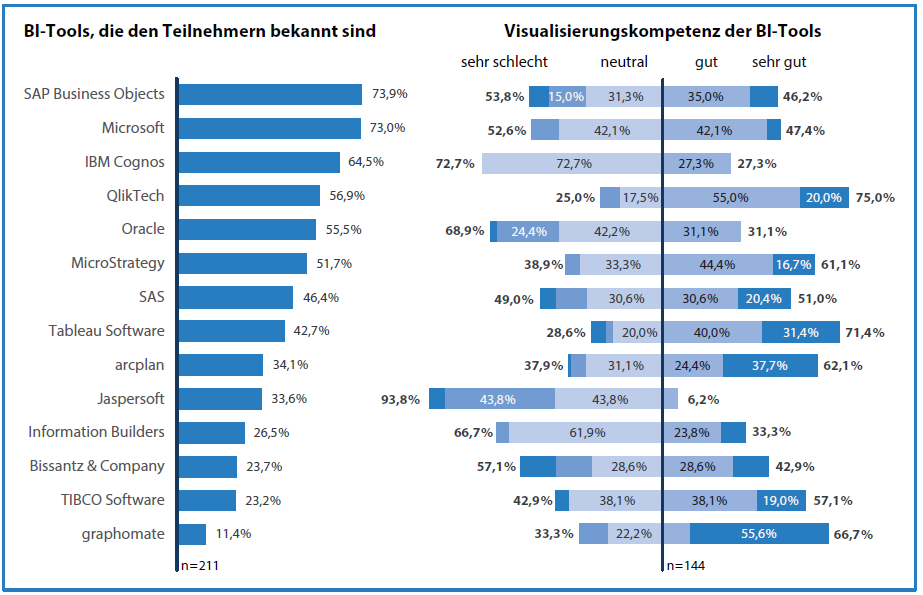 BI-Tools, die den Teilnehmern bekannt sind Visualisierungskompetenz der BI-Tools
sehr schlecht neutral gut sehr gut
SAP Business Objects 73,9% 53,8% 15,0% 31,3% 35,0% 46,2%
Microsoft 73,0% 52,6% 42,1% 42,1% 47,4%
IBM Cognos 64,5% 72,7% 72,7% 27,3% 27,3%
QlikTech 56,9% 25,0% 17,5% 55,0% 20,0% 75,0%
Oracle 55,5% 68,9% 24,4% 42,2% 31,1% 31,1%
MicroStrategy 51,7% 38,9% 33,3% 44,4% 16,7% 61,1%
SAS 46,4% 49,0% 30,6% 30,6% 20,4% 51,0%
Tableau Software 42,7% 28,6% 20,0% 40,0% 31,4% 71,4%
arcplan 34,1% 37,9% 31,1% 24,4% 37,7% 62,1%
Jaspersoft 33,6% 93,8% 43,8% 43,8% 6,2%
Information Builders 26,5% 66,7% 61,9% 23,8% 33,3%
Bissantz & Company 23,7% 57,1% 28,6% 28,6% 42,9%
TIBCO Software 23,2% 42,9% 38,1% 38,1% 19,0% 57,1%
graphomate 11,4% 33,3% 22,2% 55,6% 66,7%
n=211 n=144